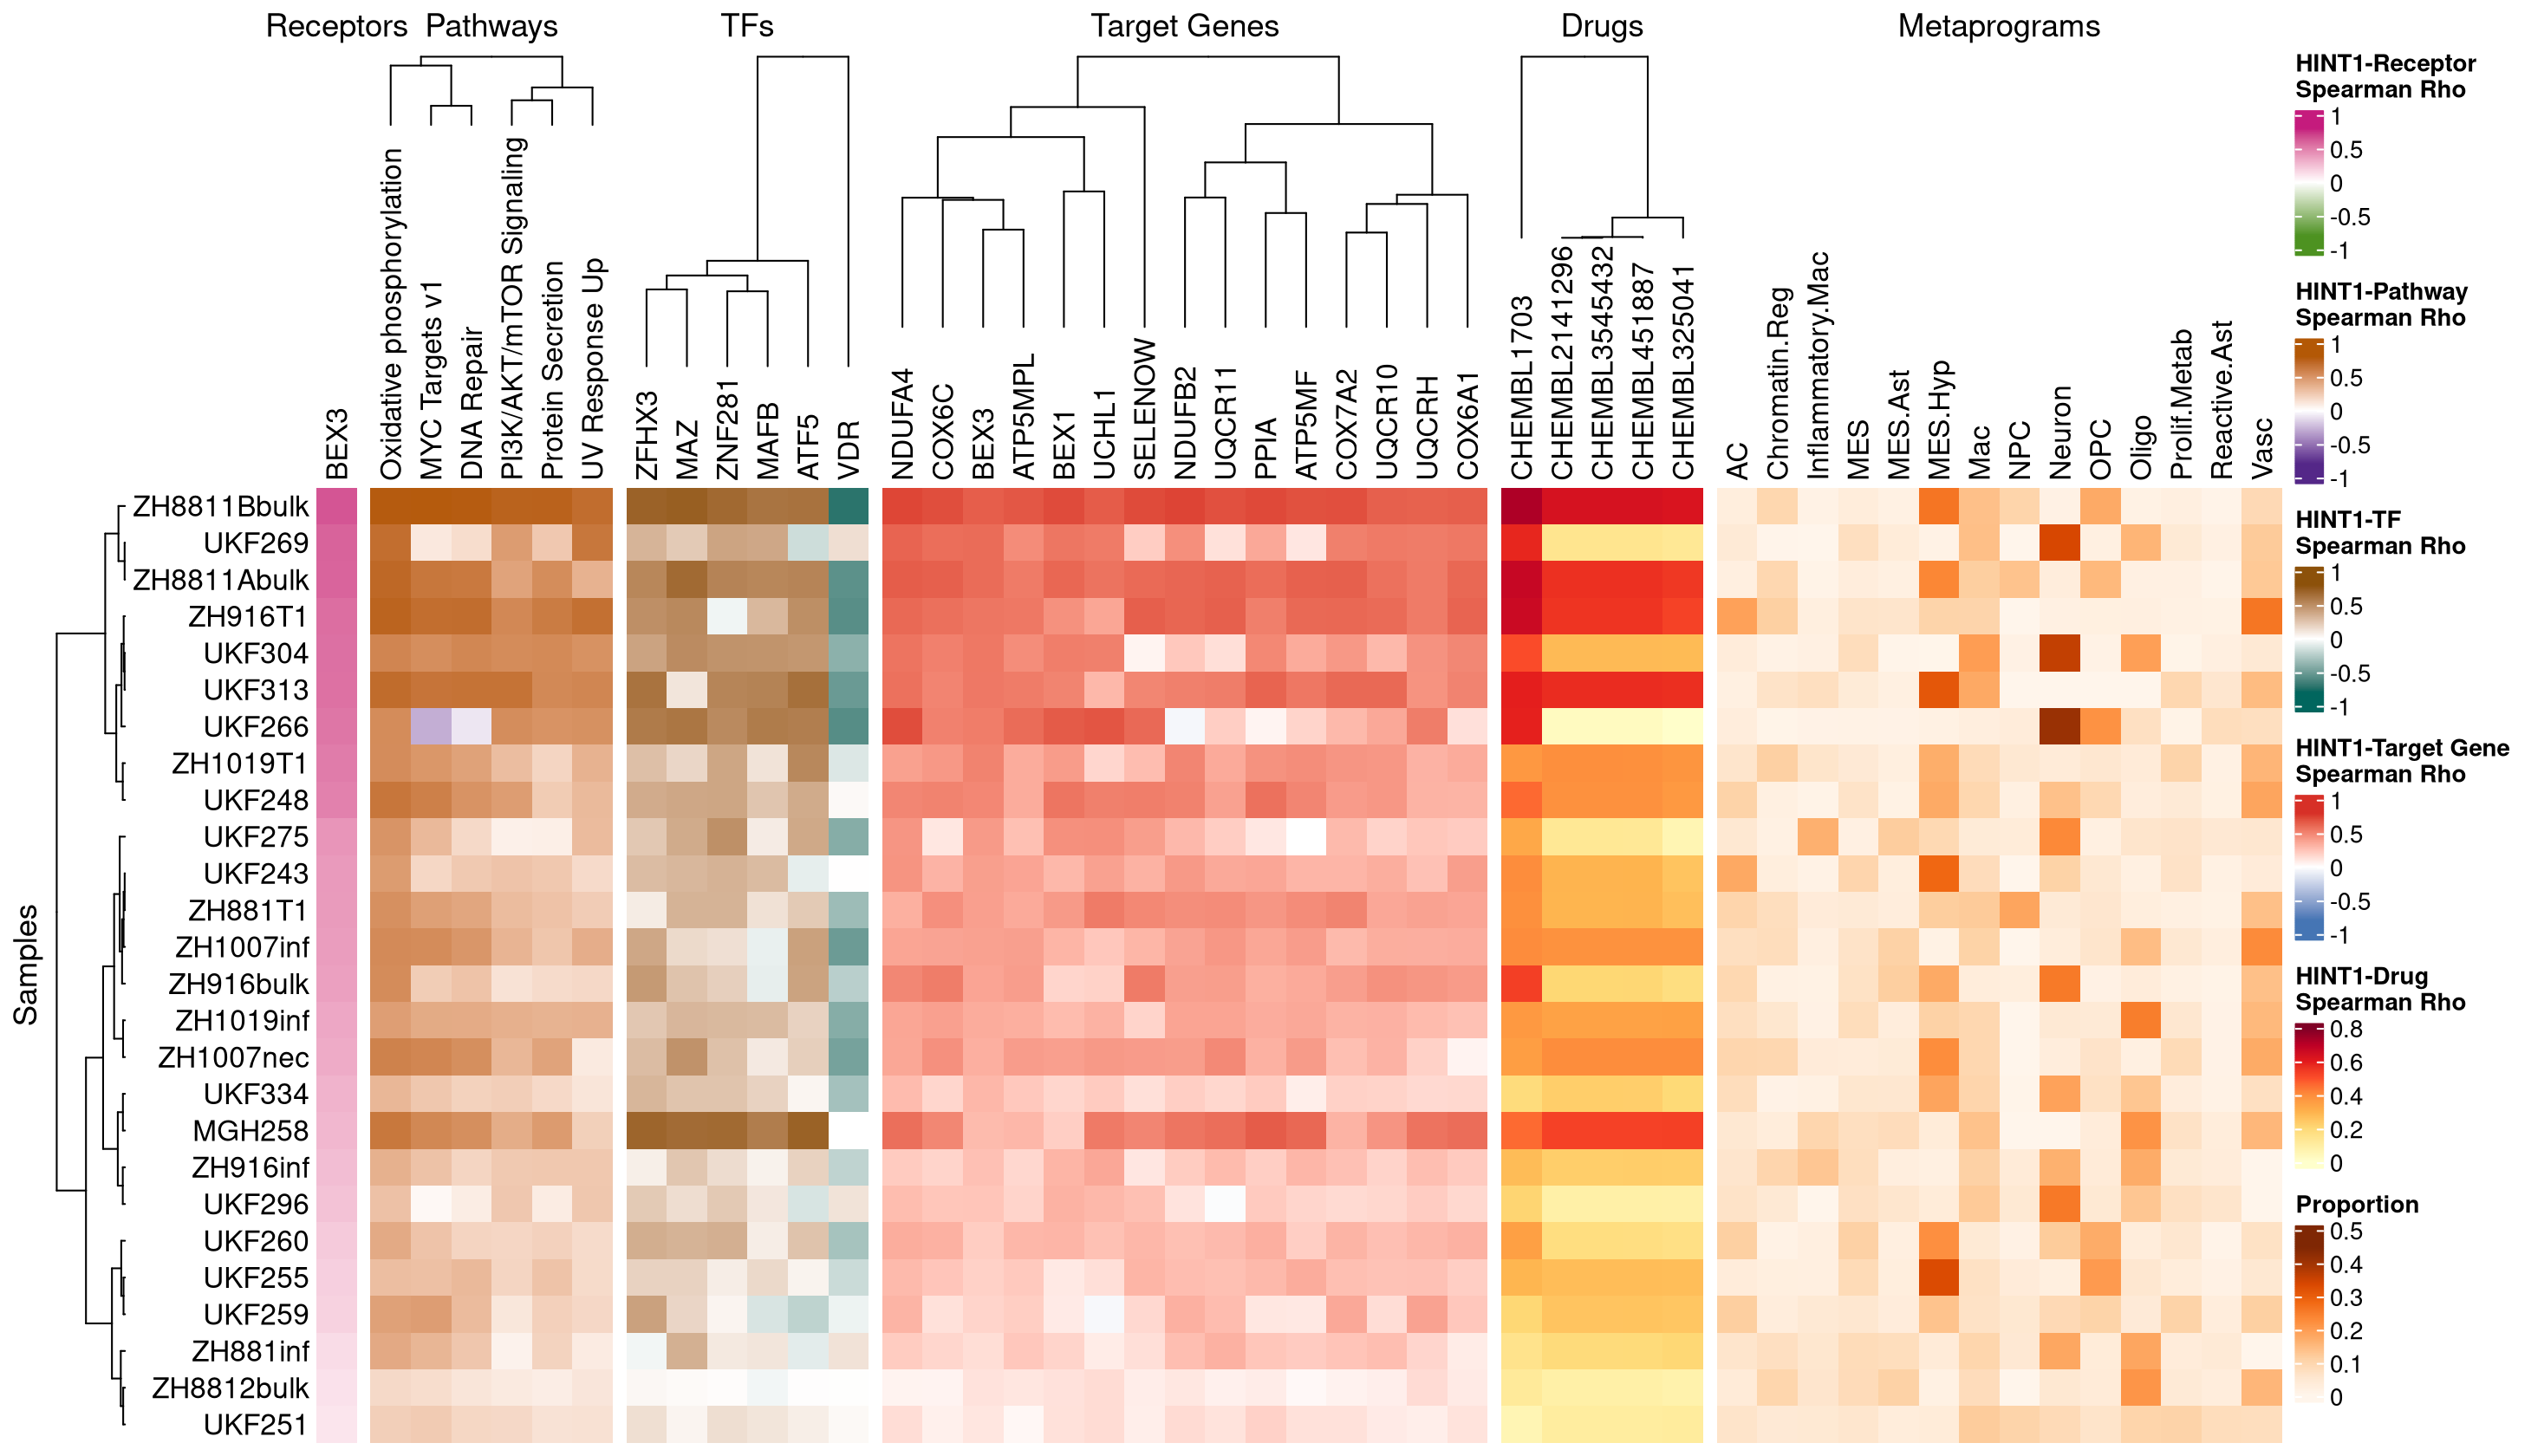 Receptors Pathways TFs Target Genes Drugs Metaprograms
BEX3
Oxidative phosphorylation
MYC Targets v1
DNA Repair
PI3K/AKT/mTOR Signaling
Protein Secretion
UV Response Up
ZFHX3
MAZ
ZNF281
MAFB
ATF5
VDR
NDUFA4
COX6C
BEX3
ATP5MPL
BEX1
UCHL1
SELENOW
NDUFB2
UQCR11
PPIA
ATP5MF
COX7A2
UQCR10
UQCRH
COX6A1
CHEMBL1703
CHEMBL2141296
CHEMBL3545432
CHEMBL451887
CHEMBL325041
AC
Chromatin.Reg
Inflammatory.Mac
MES
MES.Ast
MES.Hyp
Mac
NPC
Neuron
OPC
Oligo
Prolif.Metab
Reactive.Ast
Vasc
Samples
ZH8811Bbulk
UKF269
ZH8811Abulk
ZH916T1
UKF304
UKF313
UKF266
ZH1019T1
UKF248
UKF275
UKF243
ZH881T1
ZH1007inf
ZH916bulk
ZH1019inf
ZH1007nec
UKF334
MGH258
ZH916inf
UKF296
UKF260
UKF255
UKF259
ZH881inf
ZH8812bulk
UKF251
HINT1-Receptor
Spearman Rho
1
0.5
0
-0.5
-1
HINT1-Pathway
Spearman Rho
1
0.5
0
-0.5
-1
HINT1-TF
Spearman Rho
1
0.5
0
-0.5
-1
HINT1-Target Gene
Spearman Rho
1
0.5
0
-0.5
-1
HINT1-Drug
Spearman Rho
0.8
0.6
0.4
0.2
0
Proportion
0.5
0.4
0.3
0.2
0.1
0